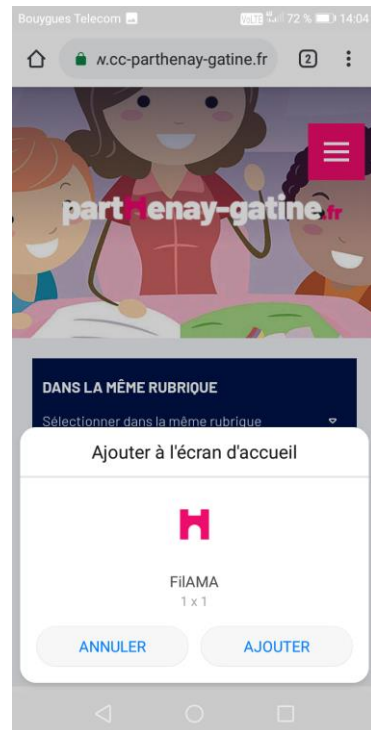 Bouygues Telecom VoLTE 72 % 14:04
w.cc-parthenay-gatine.fr 2
partHenay-gatine.fr
DANS LA MÊME RUBRIQUE
Sélectionner dans la même rubrique
Ajouter à l'écran d'accueil
FilAMA
1 x 1
ANNULER AJOUTER